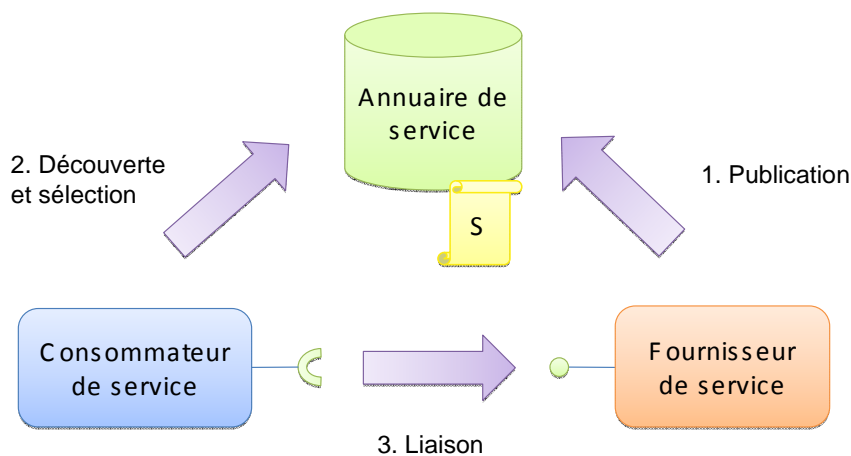 Annuaire de
service
2. Découverte
et sélection
1. Publication
S
Consommateur
de service
Fournisseur
de service
3. Liaison